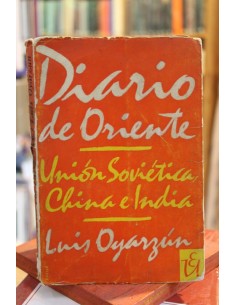 Diario
de Oriente
Unión Soviética
China e India
Luis Oyarzún